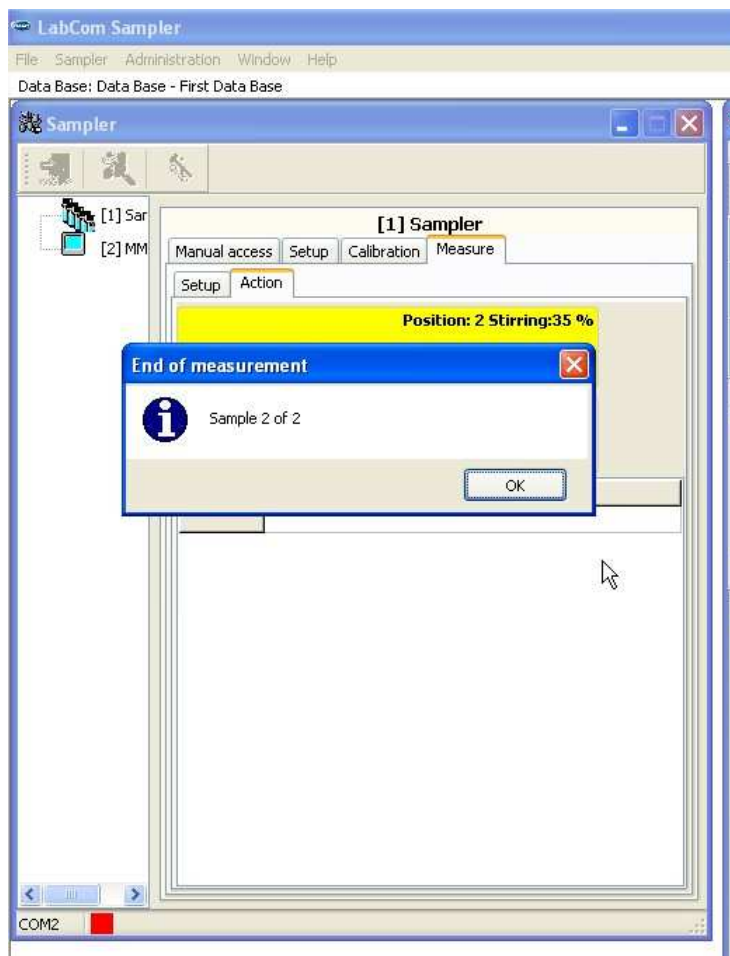 LabCom Sampler
File Sampler Administration Window Help
Data Base: Data Base - First Data Base
Sampler
[1] Sar
[2] MM
[1] Sampler
Manual access Setup Calibration Measure
Setup Action
Position: 2 Stirring:35 %
End of measurement
Sample 2 of 2
OK
COM2